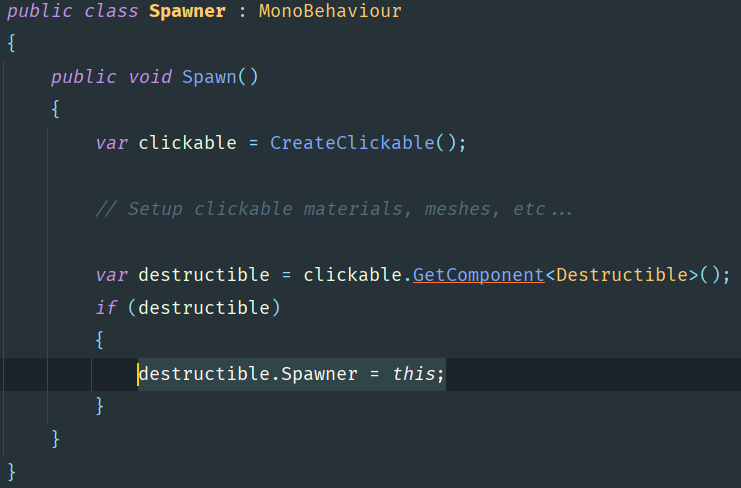 public class Spawner : MonoBehaviour
{
    public void Spawn()
    {
        var clickable = CreateClickable();

        // Setup clickable materials, meshes, etc...

        var destructible = clickable.GetComponent<Destructible>();
        if (destructible)
        {
            destructible.Spawner = this;
        }
    }
}